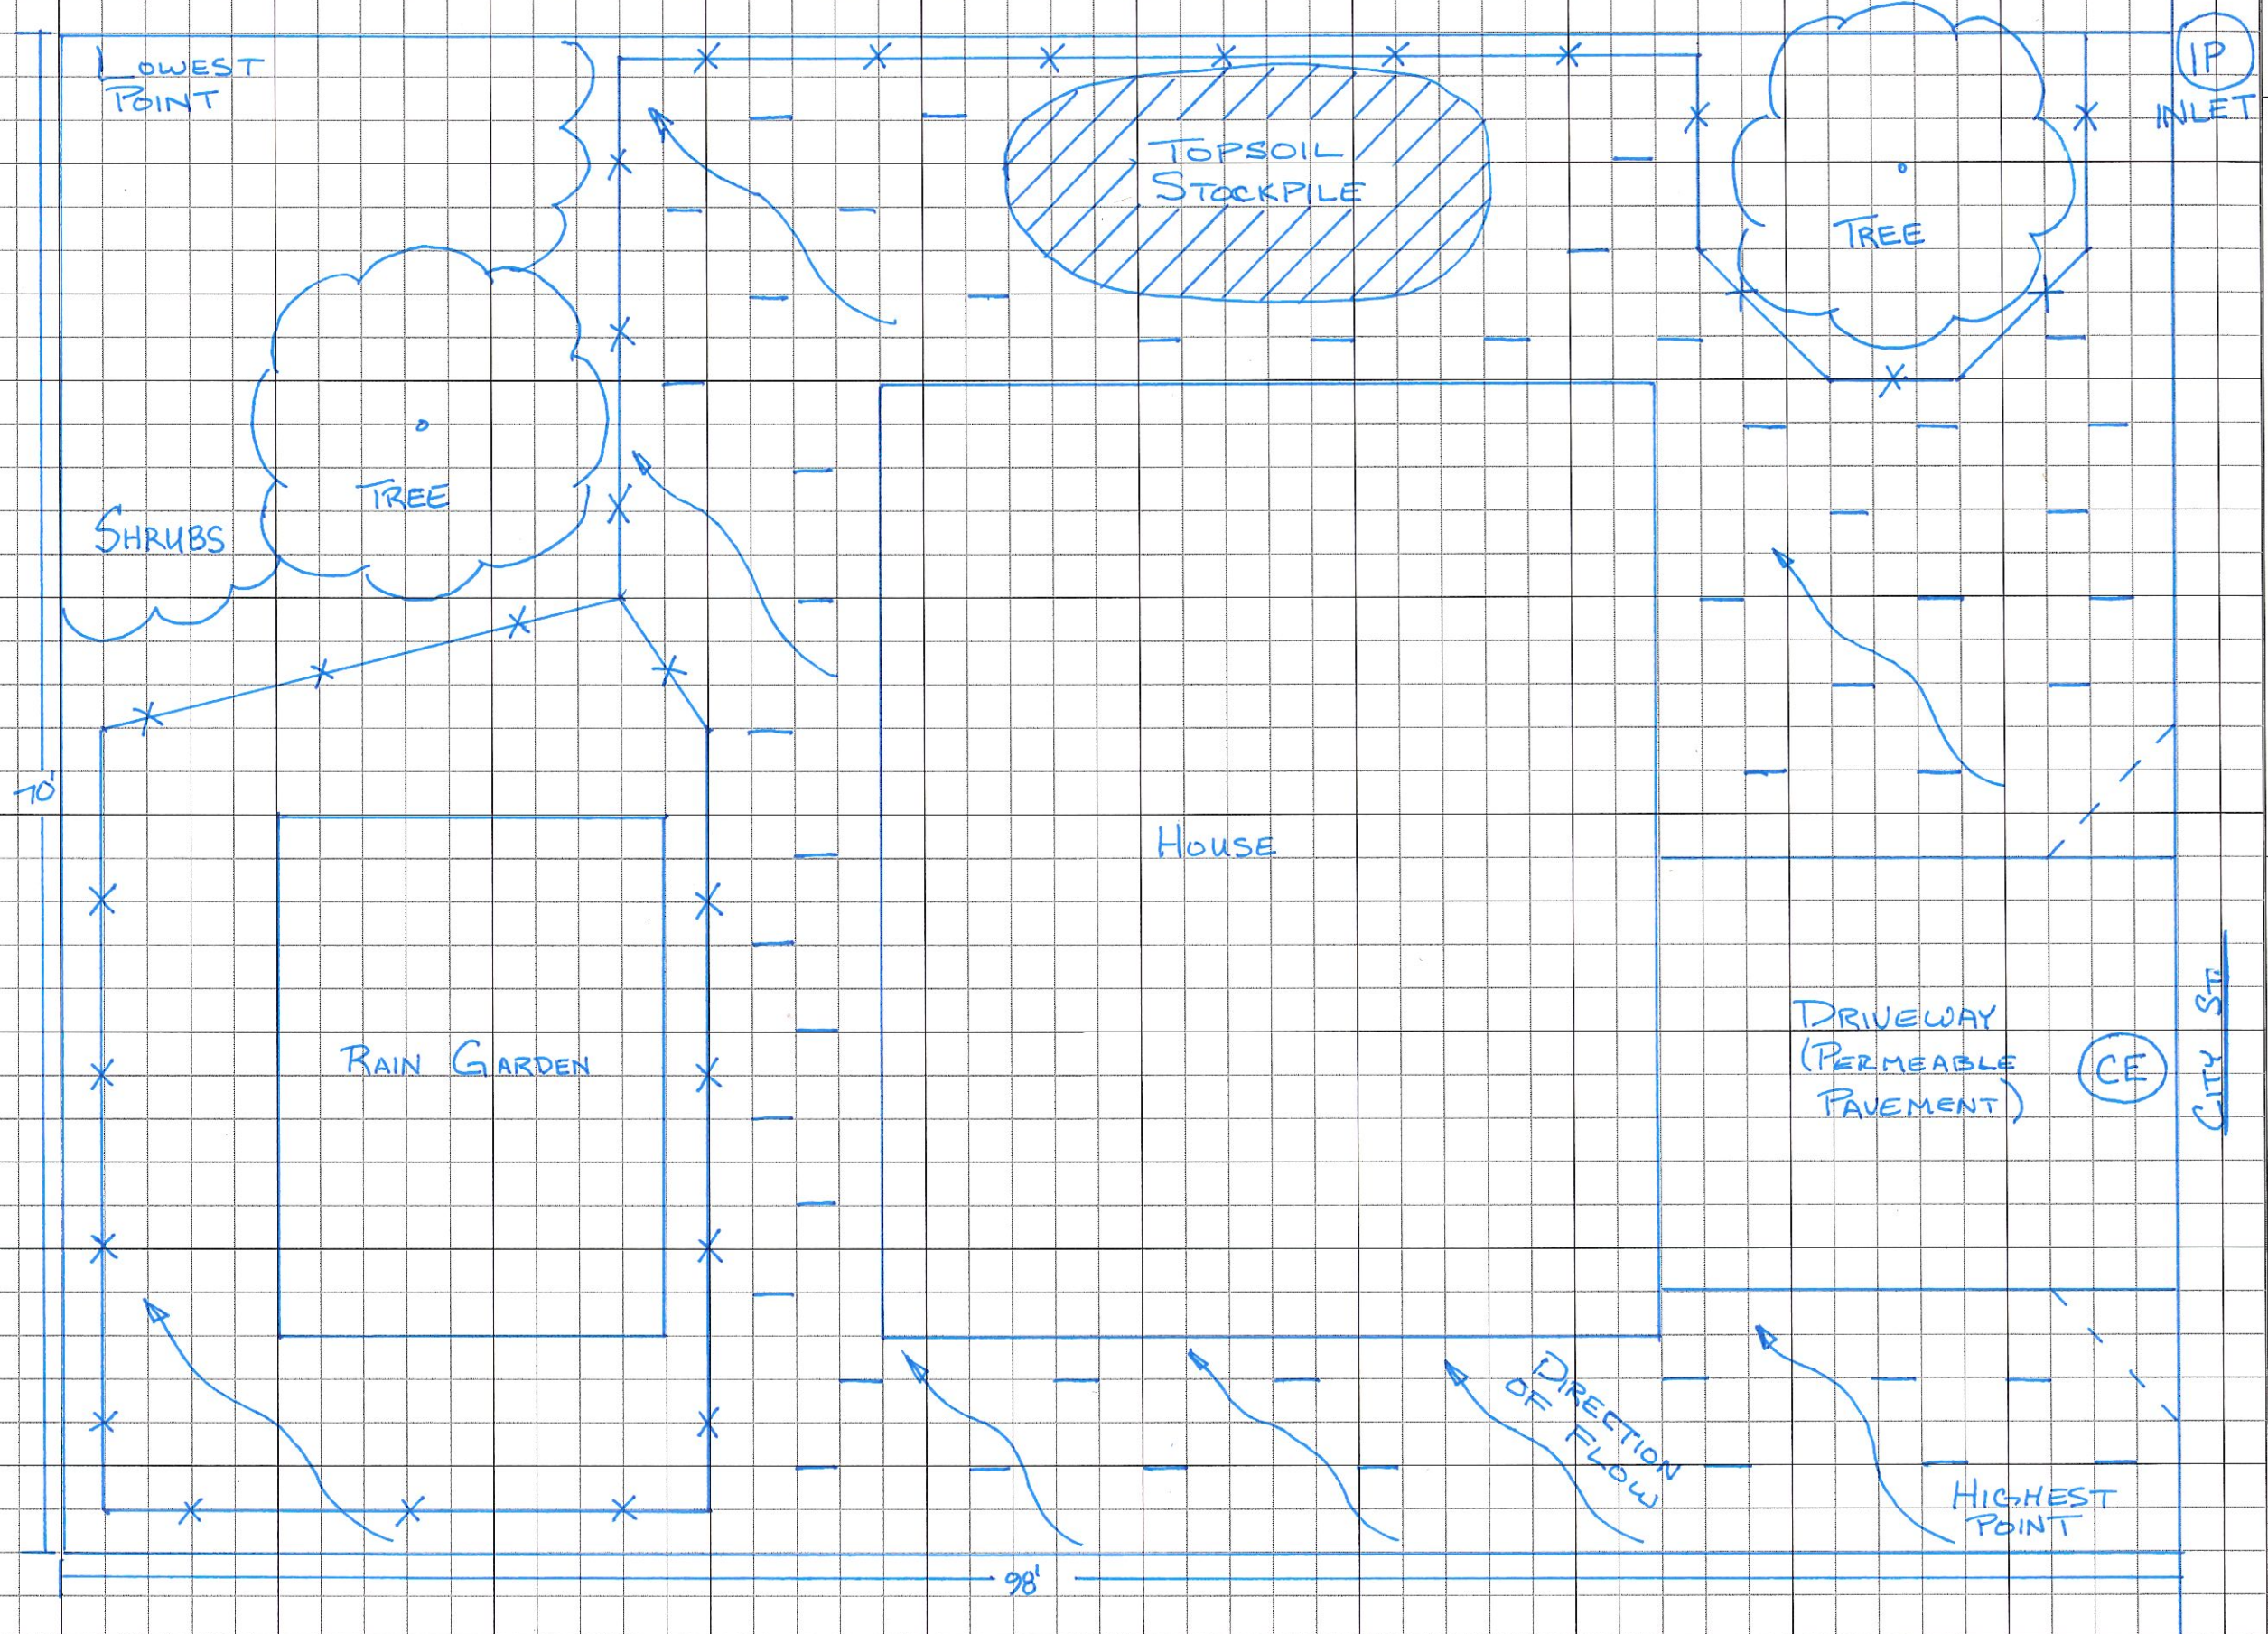 LOWEST
POINT
IP
INLET
TOPSOIL
STOCKPILE
TREE
TREE
SHRUBS
70'
HOUSE
RAIN GARDEN
DRIVEWAY
(PERMEABLE
PAVEMENT)
CE
CITY ST.
DIRECTION
OF FLOW
HIGHEST
POINT
98'